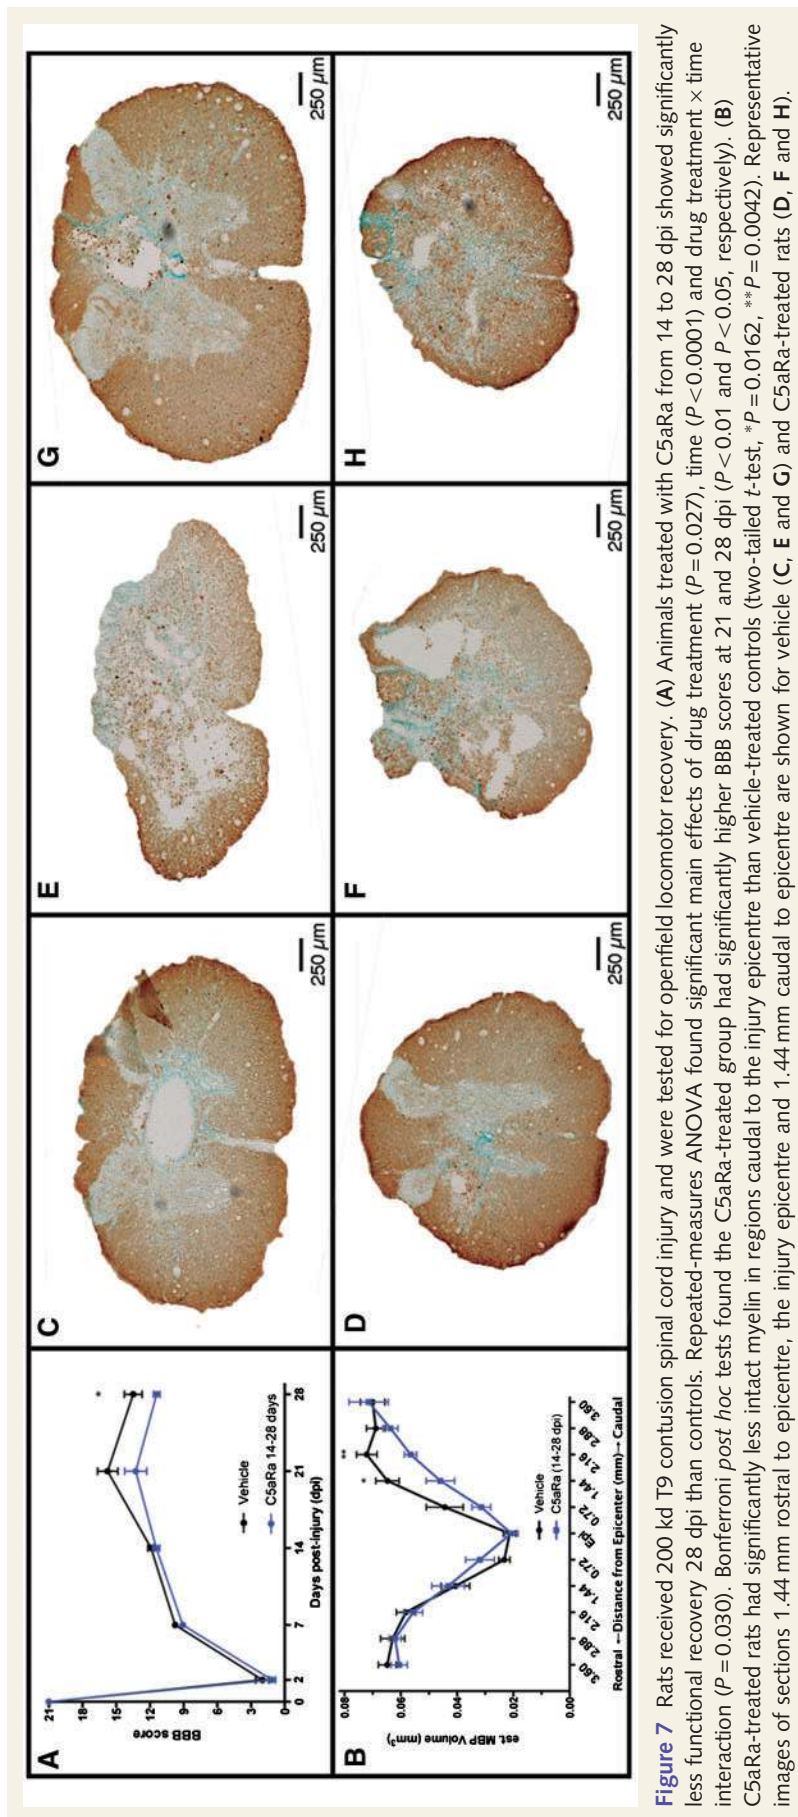 A
BBB score
21
18
15
12
9
6
3
0
0 2 7 14 21 28
Days post-injury (dpi)
Vehicle
C5aRa 14-28 days
*
B
est. MBP Volume (mm³)
0.08
0.06
0.04
0.02
0.00
3.60 2.88 2.16 1.44 0.72 Epi 0.72 1.44 2.16 2.88 3.60
Rostral ←Distance from Epicenter (mm)→ Caudal
Vehicle
C5aRa (14-28 dpi)
*
**
C
250 µm
D
250 µm
E
250 µm
F
250 µm
G
250 µm
H
250 µm
Figure 7 Rats received 200 kd T9 contusion spinal cord injury and were tested for openfield locomotor recovery. (A) Animals treated with C5aRa from 14 to 28 dpi showed significantly
less functional recovery 28 dpi than controls. Repeated-measures ANOVA found significant main effects of drug treatment (P = 0.027), time (P < 0.0001) and drug treatment × time
interaction (P = 0.030). Bonferroni post hoc tests found the C5aRa-treated group had significantly higher BBB scores at 21 and 28 dpi (P < 0.01 and P < 0.05, respectively). (B)
C5aRa-treated rats had significantly less intact myelin in regions caudal to the injury epicentre than vehicle-treated controls (two-tailed t-test, *P = 0.0162, **P = 0.0042). Representative
images of sections 1.44 mm rostral to epicentre, the injury epicentre and 1.44 mm caudal to epicentre are shown for vehicle (C, E and G) and C5aRa-treated rats (D, F and H).